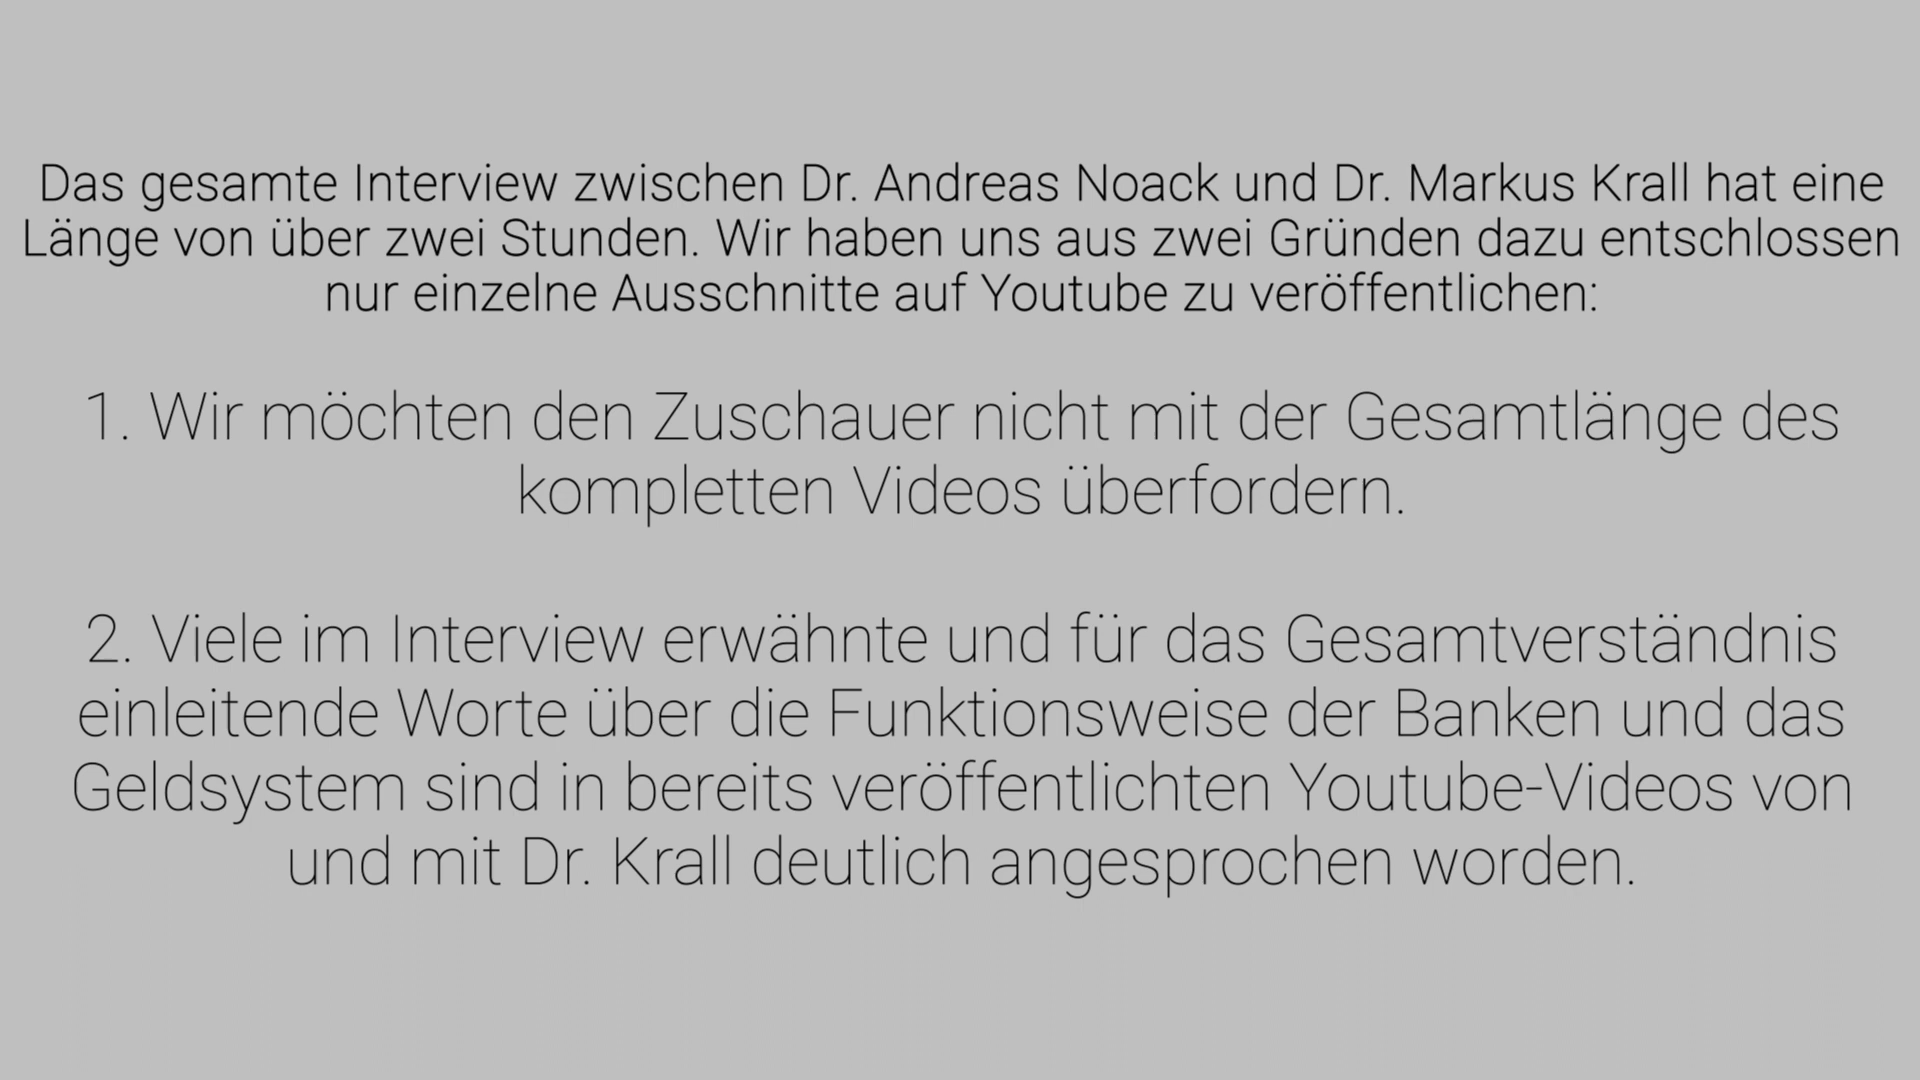 Das gesamte Interview zwischen Dr. Andreas Noack und Dr. Markus Krall hat eine
Länge von über zwei Stunden. Wir haben uns aus zwei Gründen dazu entschlossen
nur einzelne Ausschnitte auf Youtube zu veröffentlichen:
1. Wir möchten den Zuschauer nicht mit der Gesamtlänge des
kompletten Videos überfordern.
2. Viele im Interview erwähnte und für das Gesamtverständnis
einleitende Worte über die Funktionsweise der Banken und das
Geldsystem sind in bereits veröffentlichten Youtube-Videos von
und mit Dr. Krall deutlich angesprochen worden.